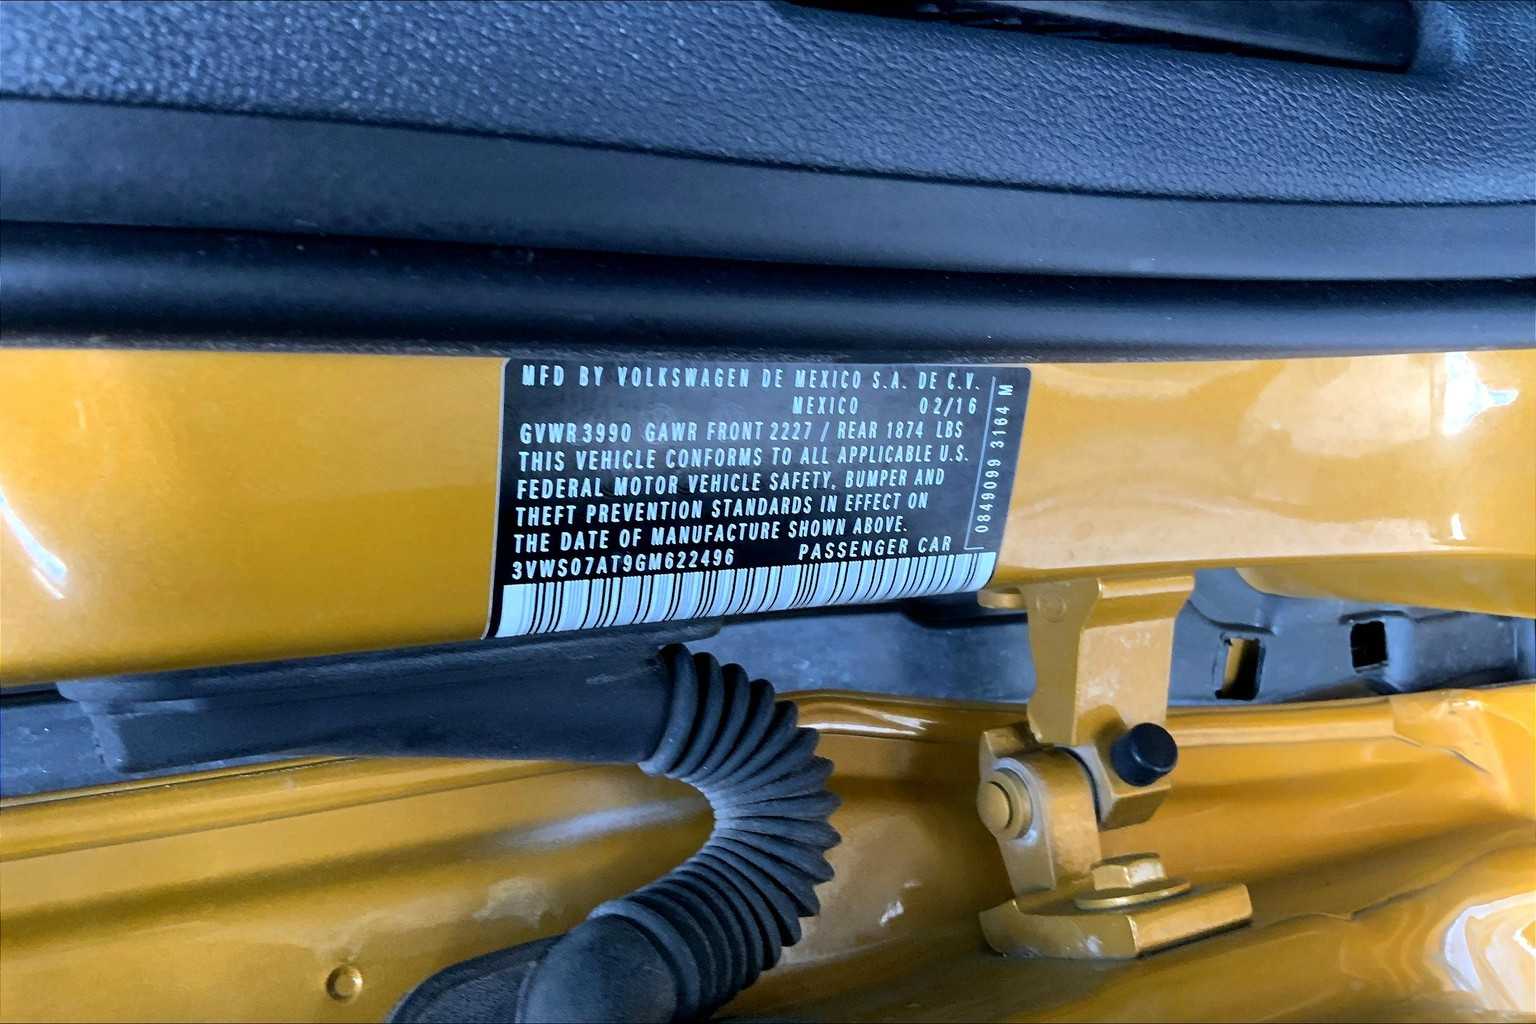 MFD BY VOLKSWAGEN DE MEXICO S.A. DE C.V.
MEXICO 02/16
GVWR 3990 GAWR FRONT 2227 / REAR 1874 LBS
THIS VEHICLE CONFORMS TO ALL APPLICABLE U.S.
FEDERAL MOTOR VEHICLE SAFETY, BUMPER AND
THEFT PREVENTION STANDARDS IN EFFECT ON
THE DATE OF MANUFACTURE SHOWN ABOVE.
3VWS07AT9GM622496 PASSENGER CAR
0849099 3164 M